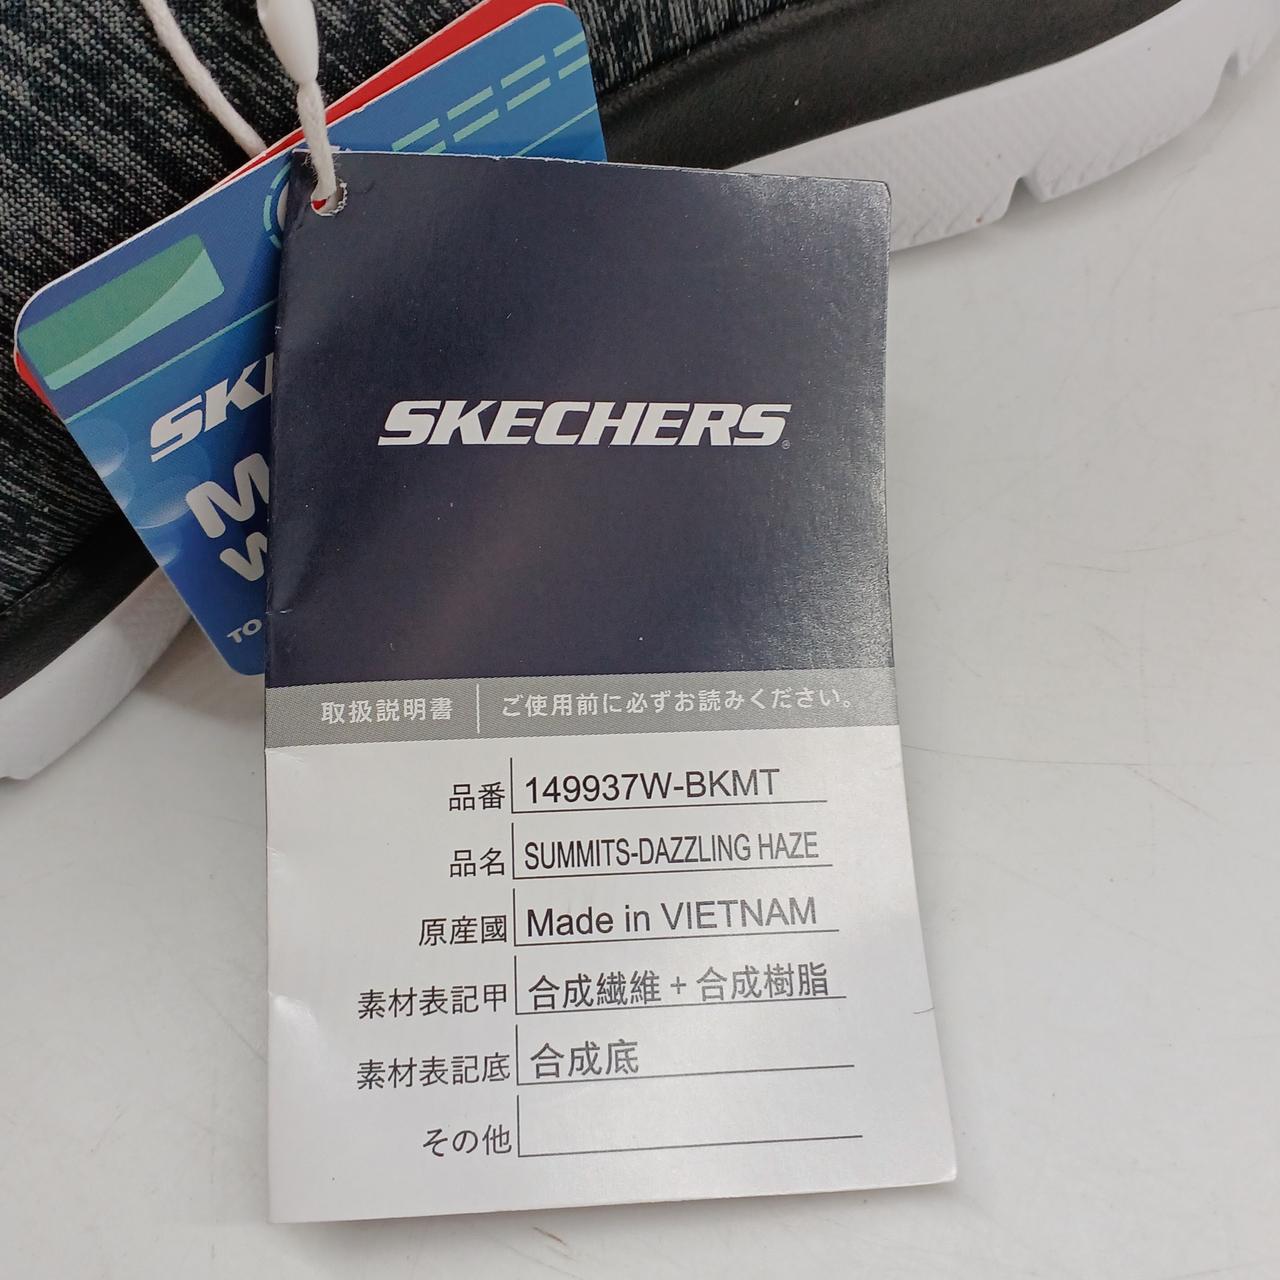 SKECHERS
取扱説明書 ご使用前に必ずお読みください。
品番 149937W-BKMT
品名 SUMMITS-DAZZLING HAZE
原産國 Made in VIETNAM
素材表記甲 合成繊維+合成樹脂
素材表記底 合成底
その他
SK
TO